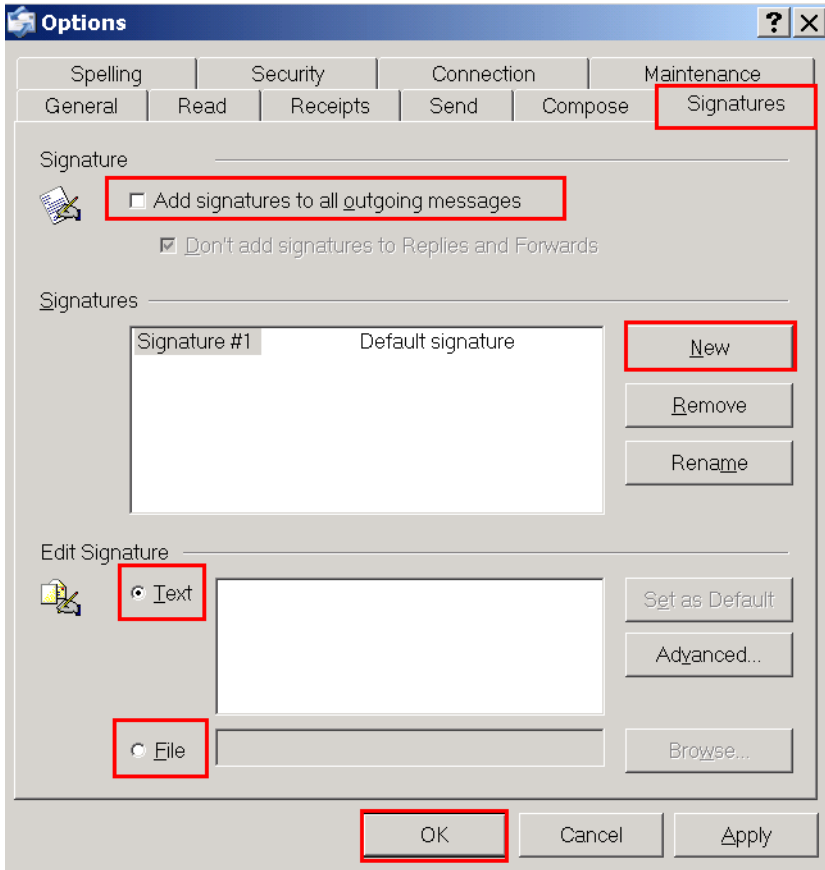 Options
Spelling Security Connection Maintenance
General Read Receipts Send Compose Signatures
Signature
Add signatures to all outgoing messages
Don't add signatures to Replies and Forwards
Signatures
Signature #1 Default signature
New
Remove
Rename
Edit Signature
Text
Set as Default
Advanced...
File
Browse...
OK Cancel Apply